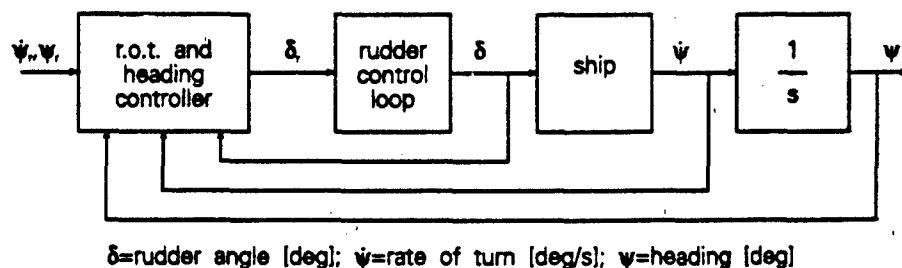 ψ̇ᵣ, ψᵣ
r.o.t. and
heading
controller
δᵣ
rudder
control
loop
δ
ship
ψ̇
1
s
ψ
δ=rudder angle [deg]; ψ̇=rate of turn [deg/s]; ψ=heading [deg]